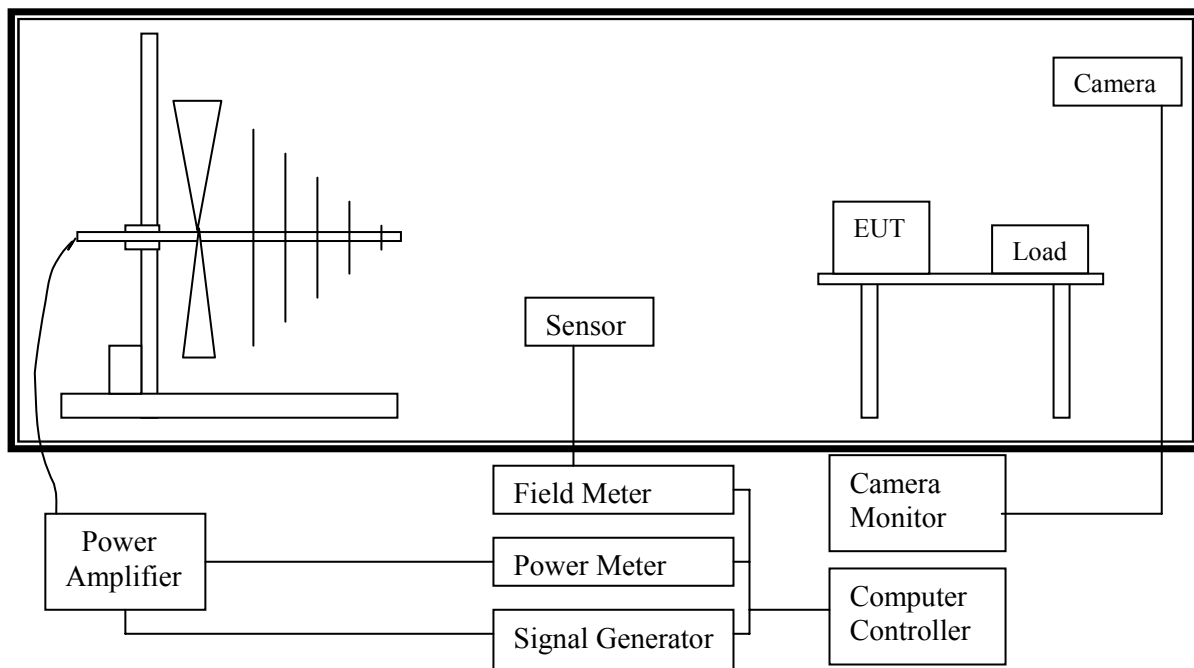 Camera
EUT
Load
Sensor
Field Meter
Camera
Monitor
Power
Amplifier
Power Meter
Computer
Controller
Signal Generator